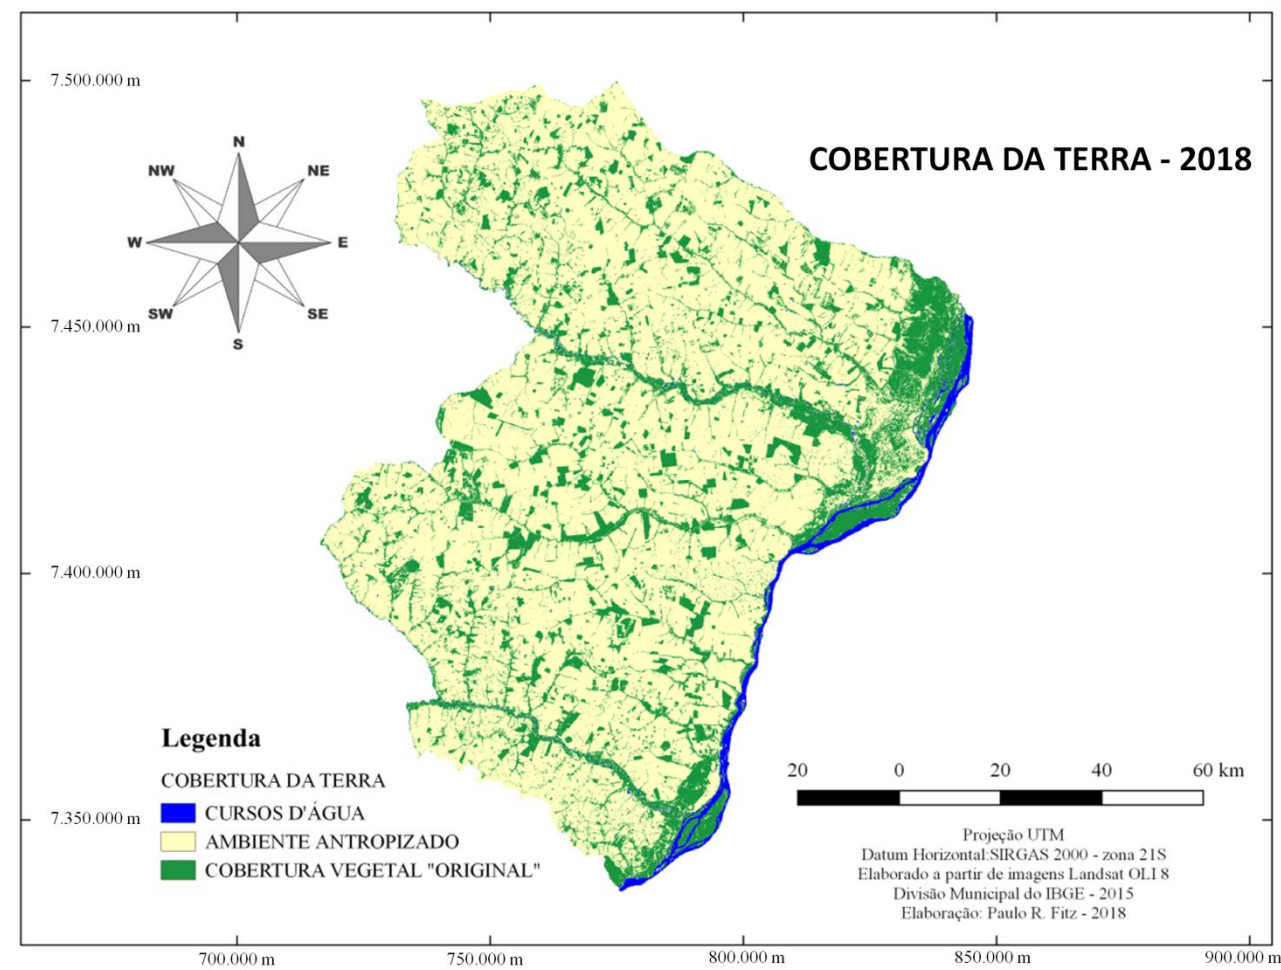 7.500.000 m
COBERTURA DA TERRA - 2018
N
NW
NE
W
E
SW
SE
S
7.450.000 m
7.400.000 m
Legenda
COBERTURA DA TERRA
CURSOS D'ÁGUA
AMBIENTE ANTROPIZADO
COBERTURA VEGETAL "ORIGINAL"
7.350.000 m
20 0 20 40 60 km
Projeção UTM
Datum Horizontal:SIRGAS 2000 - zona 21S
Elaborado a partir de imagens Landsat OLI 8
Divisão Municipal do IBGE - 2015
Elaboração: Paulo R. Fitz - 2018
700.000 m 750.000 m 800.000 m 850.000 m 900.000 m